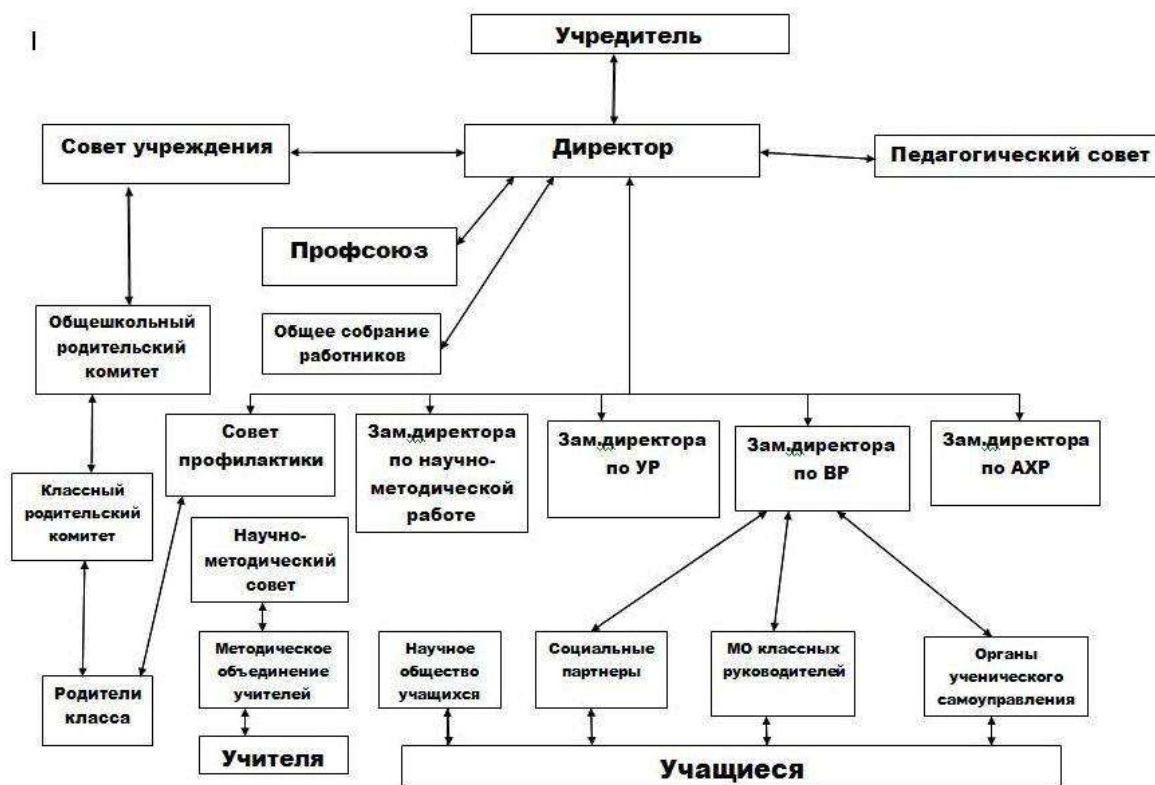 Учредитель
Совет учреждения
Директор
Педагогический совет
Профсоюз
Общешкольный
родительский
комитет
Общее собрание
работников
Совет
профилактики
Зам.директора
по научно-
методической
работе
Зам.директора
по УР
Зам.директора
по ВР
Зам.директора
по АХР
Классный
родительский
комитет
Научно-
методический
совет
Методическое
объединение
учителей
Научное
общество
учащихся
Социальные
партнеры
МО классных
руководителей
Органы
ученического
самоуправления
Родители
класса
Учителя
Учащиеся